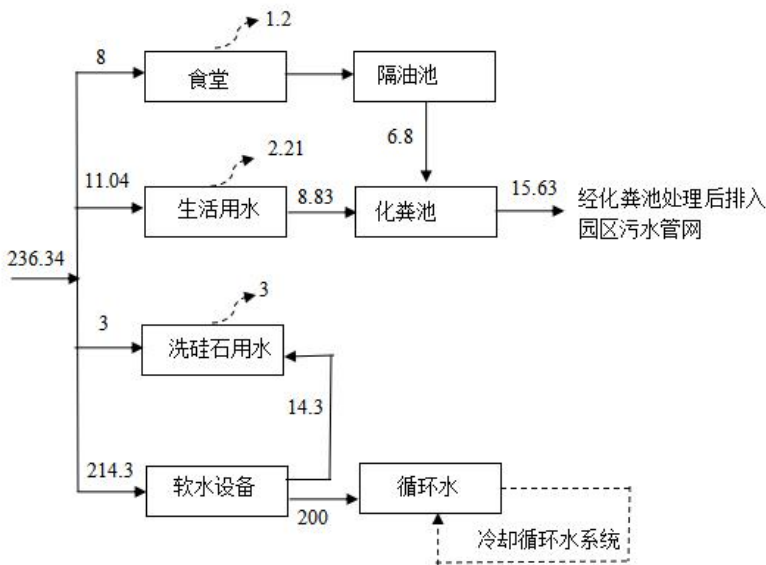 1.2
8
食堂
隔油池
6.8
2.21
11.04
生活用水
8.83
化粪池
15.63
经化粪池处理后排入
园区污水管网
236.34
3
3
洗硅石用水
14.3
214.3
软水设备
200
循环水
冷却循环水系统